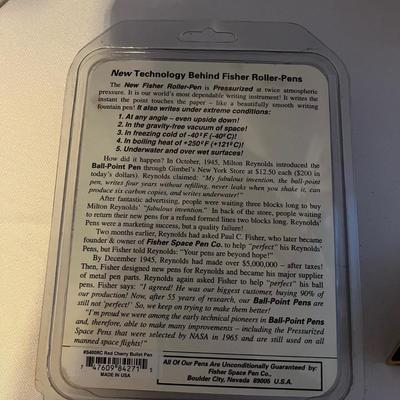 New Technology Behind Fisher Roller-Pens
The New Fisher Roller-Pen is Pressurized at twice atmospheric
pressure. It is our world's most dependable writing instrument! It writes the
instant the point touches the paper – like a beautifully smooth writing
fountain pen! It also writes under extreme conditions:
1. At any angle – even upside down!
2. In the gravity-free vacuum of space!
3. In freezing cold of -40°F (-40°C)!
4. In boiling heat of +250°F (+121°C)!
5. Underwater and over wet surfaces!
How did it happen? In October, 1945, Milton Reynolds introduced the
Ball-Point Pen through Gimbel's New York Store at $12.50 each ($200 in
today's dollars). Reynolds claimed: "My fabulous invention, the ball-point
pen, writes four years without refilling, never leaks when you shake it, can
produce six carbon copies, and writes underwater!"
After fantastic advertising, people were waiting three blocks long to buy
Milton Reynolds' "fabulous invention." In back of the store, people waiting
to return their new pens for a refund formed lines two blocks long. Reynolds'
Pens were a marketing success, but a quality failure!
Two months earlier, Reynolds had asked Paul C. Fisher, who later became
founder & owner of Fisher Space Pen Co., to help "perfect" his Reynolds'
Pens, but Fisher told Reynolds: "Your pens are beyond hope!"
By December 1945, Reynolds had made over $5,000,000 – after taxes!
Then, Fisher designed new pens for Reynolds and became his major supplier
of metal pen parts. Reynolds again asked Fisher to help "perfect" his ball
pens. Fisher says: "I agreed! He was our biggest customer, buying 90% of
our production! Now, after 55 years of research, our Ball-Point Pens are
still not 'perfect'! So, we keep on trying to make them better!
"I'm proud we were among the early technical pioneers in Ball-Point Pens
and, therefore, able to make many improvements – including the Pressurized
Space Pens that were selected by NASA in 1965 and are still used on all
manned space flights!"
#S400RC Red Cherry Bullet Pen
7 47609 84271 5
MADE IN USA
All Of Our Pens Are Unconditionally Guaranteed by:
Fisher Space Pen Co.,
Boulder City, Nevada 89005 U.S.A.